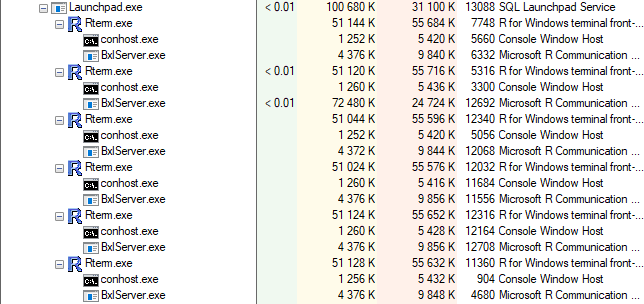 Launchpad.exe < 0.01 100 680 K 31 100 K 13088 SQL Launchpad Service
Rterm.exe 51 144 K 55 684 K 7748 R for Windows terminal front-...
conhost.exe 1 252 K 5 420 K 5660 Console Window Host
BxlServer.exe 4 376 K 9 840 K 6332 Microsoft R Communication ...
Rterm.exe < 0.01 51 120 K 55 716 K 5316 R for Windows terminal front-...
conhost.exe 1 260 K 5 436 K 3300 Console Window Host
BxlServer.exe < 0.01 72 480 K 24 724 K 12692 Microsoft R Communication ...
Rterm.exe 51 044 K 55 596 K 12340 R for Windows terminal front-...
conhost.exe 1 252 K 5 420 K 5056 Console Window Host
BxlServer.exe 4 372 K 9 844 K 12068 Microsoft R Communication ...
Rterm.exe 51 024 K 55 576 K 12032 R for Windows terminal front-...
conhost.exe 1 260 K 5 416 K 11684 Console Window Host
BxlServer.exe 4 376 K 9 856 K 11556 Microsoft R Communication ...
Rterm.exe 51 124 K 55 652 K 12316 R for Windows terminal front-...
conhost.exe 1 260 K 5 428 K 12164 Console Window Host
BxlServer.exe 4 376 K 9 856 K 12708 Microsoft R Communication ...
Rterm.exe 51 128 K 55 632 K 11360 R for Windows terminal front-...
conhost.exe 1 256 K 5 432 K 904 Console Window Host
BxlServer.exe 4 376 K 9 848 K 4680 Microsoft R Communication ...